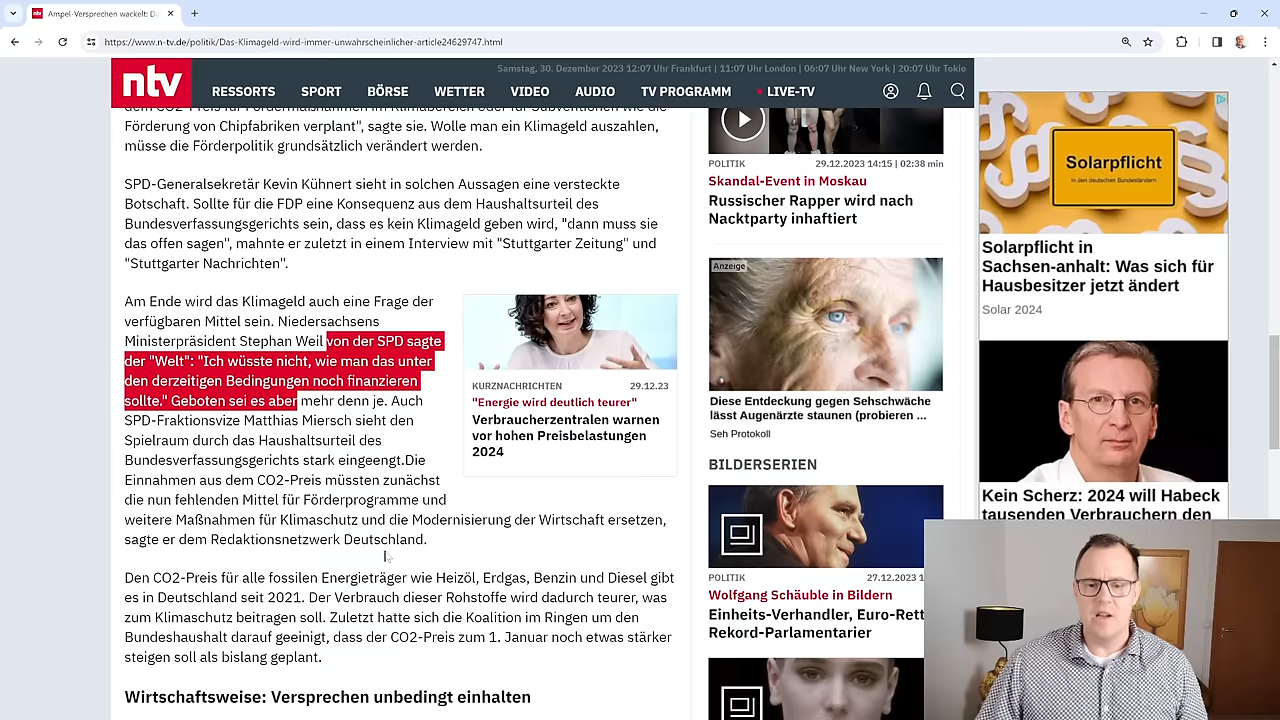 Ampel-Versprechen wackelt: Da
https://www.n-tv.de/politik/Das-Klimageld-wird-immer-unwahrscheinlicher-article24629747.html
ntv
Samstag, 30. Dezember 2023 12:07 Uhr Frankfurt | 11:07 Uhr London | 06:07 Uhr New York | 20:07 Uhr Tokio
RESSORTS SPORT BÖRSE WETTER VIDEO AUDIO TV PROGRAMM LIVE-TV
Förderung von Chipfabriken verplant", sagte sie. Wolle man ein Klimageld auszahlen,
müsse die Förderpolitik grundsätzlich verändert werden.
SPD-Generalsekretär Kevin Kühnert sieht in solchen Aussagen eine versteckte
Botschaft. Sollte für die FDP eine Konsequenz aus dem Haushaltsurteil des
Bundesverfassungsgerichts sein, dass es kein Klimageld geben wird, "dann muss sie
das offen sagen", mahnte er zuletzt in einem Interview mit "Stuttgarter Zeitung" und
"Stuttgarter Nachrichten".
Am Ende wird das Klimageld auch eine Frage der
verfügbaren Mittel sein. Niedersachsens
Ministerpräsident Stephan Weil von der SPD sagte
der "Welt": "Ich wüsste nicht, wie man das unter
den derzeitigen Bedingungen noch finanzieren
sollte." Geboten sei es aber mehr denn je. Auch
SPD-Fraktionsvize Matthias Miersch sieht den
Spielraum durch das Haushaltsurteil des
Bundesverfassungsgerichts stark eingeengt.Die
Einnahmen aus dem CO2-Preis müssten zunächst
die nun fehlenden Mittel für Förderprogramme und
weitere Maßnahmen für Klimaschutz und die Modernisierung der Wirtschaft ersetzen,
sagte er dem Redaktionsnetzwerk Deutschland.
KURZNACHRICHTEN 29.12.23
"Energie wird deutlich teurer"
Verbraucherzentralen warnen
vor hohen Preisbelastungen
2024
Den CO2-Preis für alle fossilen Energieträger wie Heizöl, Erdgas, Benzin und Diesel gibt
es in Deutschland seit 2021. Der Verbrauch dieser Rohstoffe wird dadurch teurer, was
zum Klimaschutz beitragen soll. Zuletzt hatte sich die Koalition im Ringen um den
Bundeshaushalt darauf geeinigt, dass der CO2-Preis zum 1. Januar noch etwas stärker
steigen soll als bislang geplant.
Wirtschaftsweise: Versprechen unbedingt einhalten
POLITIK 29.12.2023 14:15 | 02:38 min
Skandal-Event in Moskau
Russischer Rapper wird nach
Nacktparty inhaftiert
Anzeige
Diese Entdeckung gegen Sehschwäche
lässt Augenärzte staunen (probieren ...
Seh Protokoll
BILDERSERIEN
POLITIK 27.12.2023 1
Wolfgang Schäuble in Bildern
Einheits-Verhandler, Euro-Rett
Rekord-Parlamentarier
Solarpflicht
in den deutschen Bundesländern
Solarpflicht in
Sachsen-anhalt: Was sich für
Hausbesitzer jetzt ändert
Solar 2024
Kein Scherz: 2024 will Habeck
tausenden Verbrauchern den